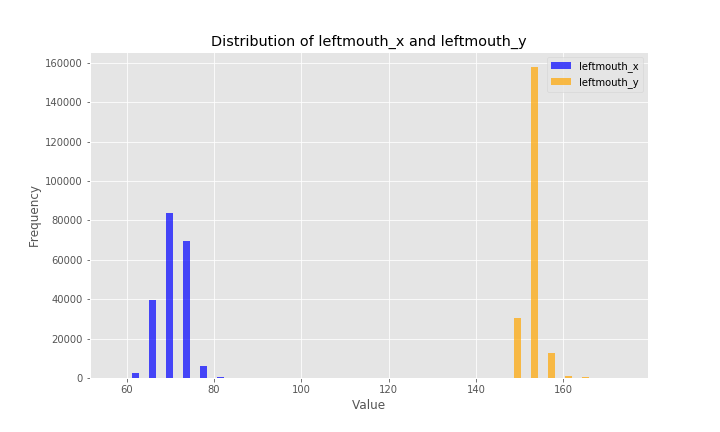 Distribution of leftmouth_x and leftmouth_y
leftmouth_x
leftmouth_y
160000
140000
120000
100000
80000
60000
40000
20000
0
Frequency
60 80 100 120 140 160
Value